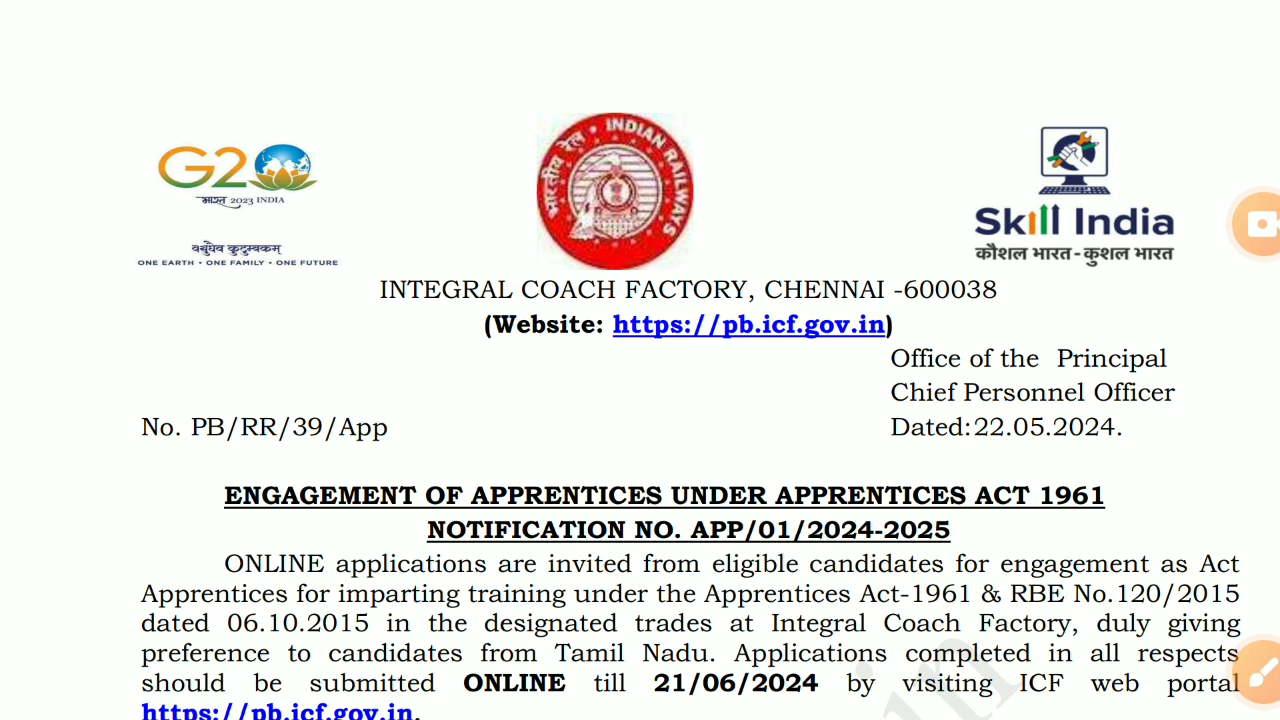 G20
भारत 2023 INDIA
वसुधैव कुटुम्बकम्
ONE EARTH • ONE FAMILY • ONE FUTURE
भारतीय रेल • INDIAN RAILWAYS
Skill India
कौशल भारत - कुशल भारत
INTEGRAL COACH FACTORY, CHENNAI -600038
(Website: https://pb.icf.gov.in)
Office of the Principal
Chief Personnel Officer
No. PB/RR/39/App
Dated:22.05.2024.
ENGAGEMENT OF APPRENTICES UNDER APPRENTICES ACT 1961
NOTIFICATION NO. APP/01/2024-2025
ONLINE applications are invited from eligible candidates for engagement as Act
Apprentices for imparting training under the Apprentices Act-1961 & RBE No.120/2015
dated 06.10.2015 in the designated trades at Integral Coach Factory, duly giving
preference to candidates from Tamil Nadu. Applications completed in all respects
should be submitted ONLINE till 21/06/2024 by visiting ICF web portal
https://pb.icf.gov.in.